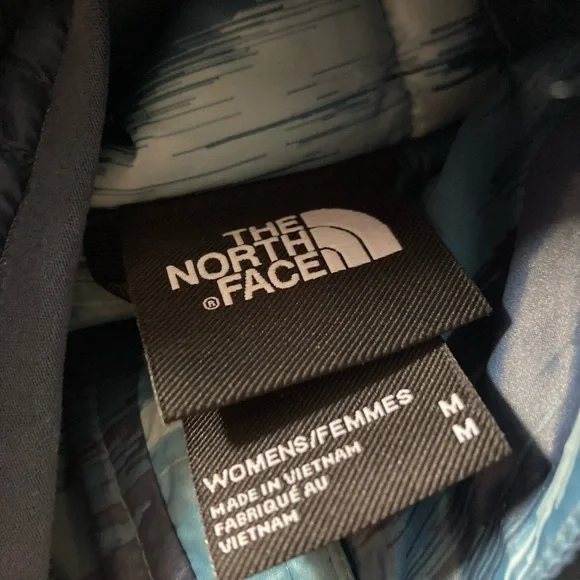 THE
NORTH
® FACE
WOMENS/FEMMES M
MADE IN VIETNAM M
FABRIQUÉ AU
VIETNAM